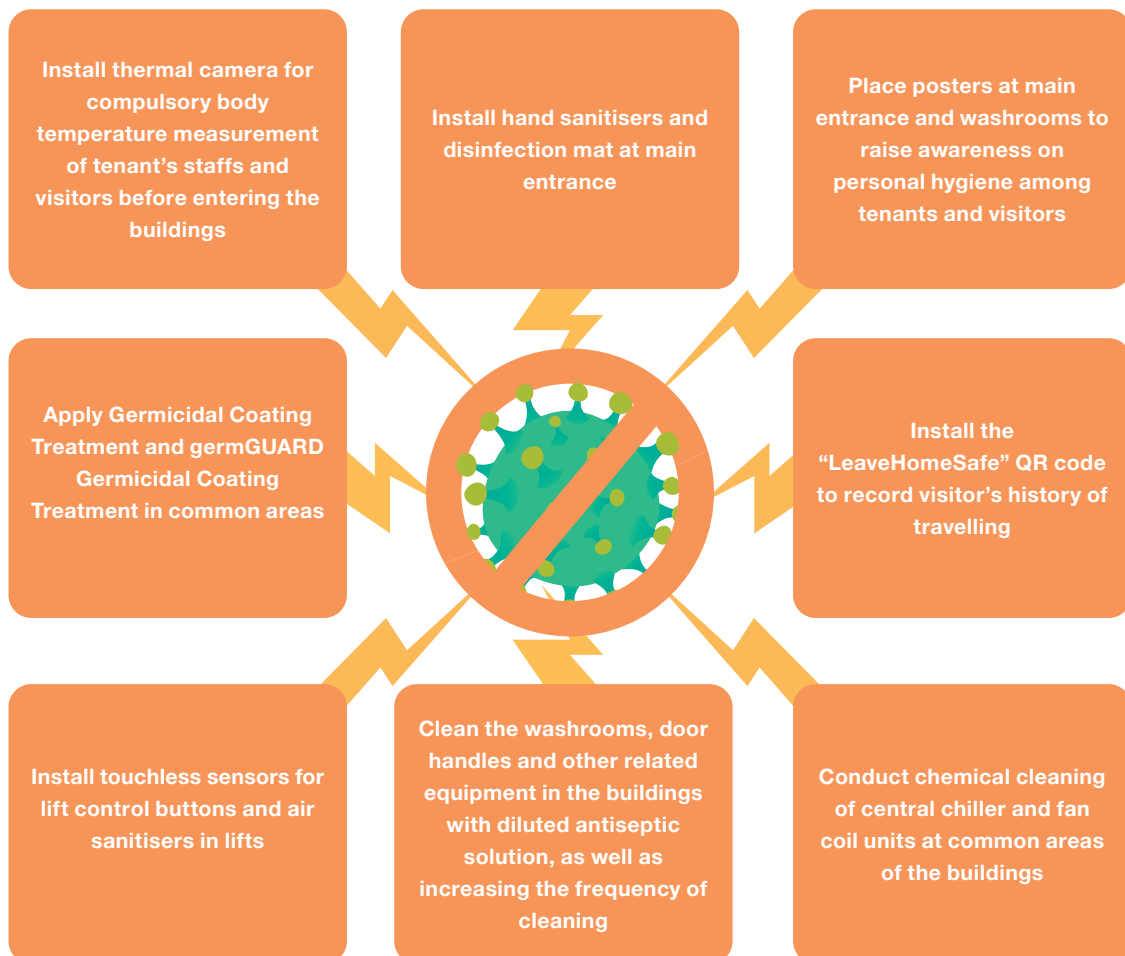 Install thermal camera for
compulsory body
temperature measurement
of tenant's staffs and
visitors before entering the
buildings
Install hand sanitisers and
disinfection mat at main
entrance
Place posters at main
entrance and washrooms to
raise awareness on
personal hygiene among
tenants and visitors
Apply Germicidal Coating
Treatment and germGUARD
Germicidal Coating
Treatment in common areas
Install the
“LeaveHomeSafe” QR code
to record visitor's history of
travelling
Install touchless sensors for
lift control buttons and air
sanitisers in lifts
Clean the washrooms, door
handles and other related
equipment in the buildings
with diluted antiseptic
solution, as well as
increasing the frequency of
cleaning
Conduct chemical cleaning
of central chiller and fan
coil units at common areas
of the buildings